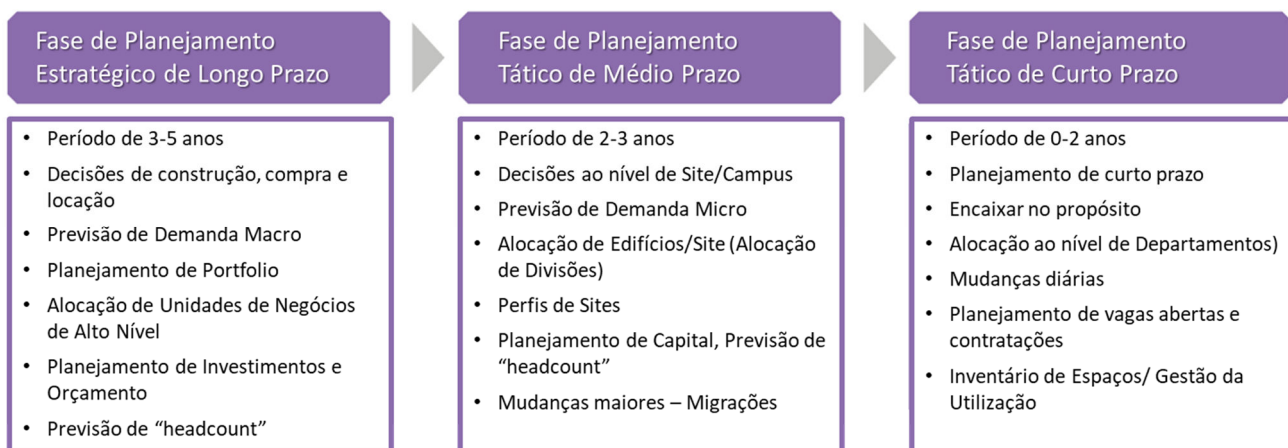 Fase de Planejamento
Estratégico de Longo Prazo
• Período de 3-5 anos
• Decisões de construção, compra e
locação
• Previsão de Demanda Macro
• Planejamento de Portfolio
• Alocação de Unidades de Negócios
de Alto Nível
• Planejamento de Investimentos e
Orçamento
• Previsão de “headcount”
Fase de Planejamento
Tático de Médio Prazo
• Período de 2-3 anos
• Decisões ao nível de Site/Campus
• Previsão de Demanda Micro
• Alocação de Edifícios/Site (Alocação
de Divisões)
• Perfis de Sites
• Planejamento de Capital, Previsão de
“headcount”
• Mudanças maiores – Migrações
Fase de Planejamento
Tático de Curto Prazo
• Período de 0-2 anos
• Planejamento de curto prazo
• Encaixar no propósito
• Alocação ao nível de Departamentos)
• Mudanças diárias
• Planejamento de vagas abertas e
contratações
• Inventário de Espaços/ Gestão da
Utilização